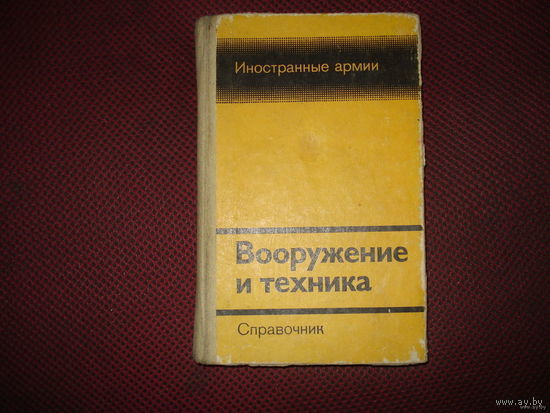 Иностранные армии
Вооружение
и техника
Справочник
www.ay.by